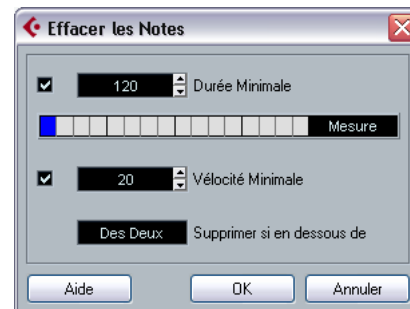 Effacer les Notes
120 Durée Minimale
Mesure
20 Vélocité Minimale
Des Deux Supprimer si en dessous de
Aide OK Annuler